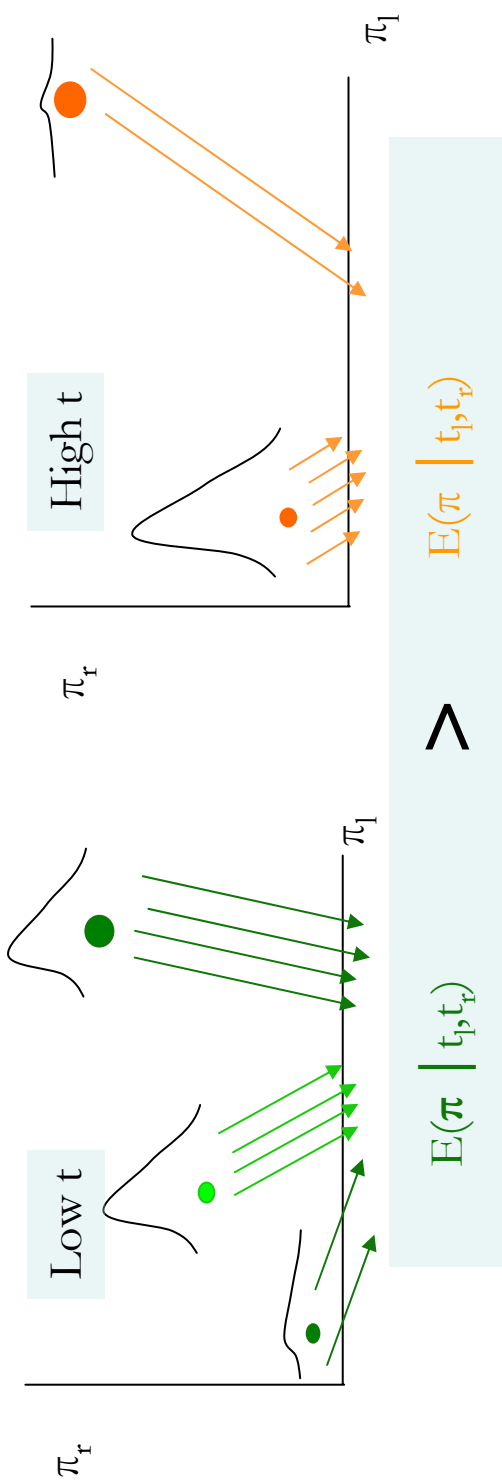 Low t
High t
π_r
π_l
π_r
π_l
E(π | t_l,t_r) > E(π | t_l,t_r)